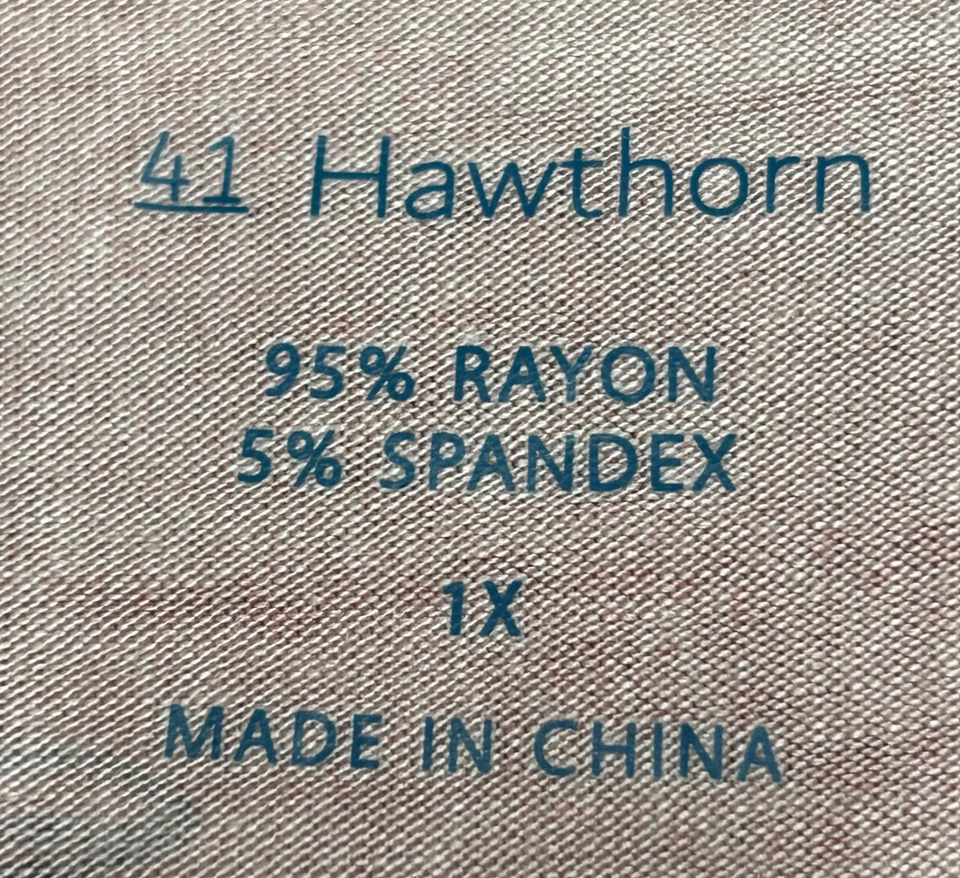 41 Hawthorn
95% RAYON
5% SPANDEX
1X
MADE IN CHINA